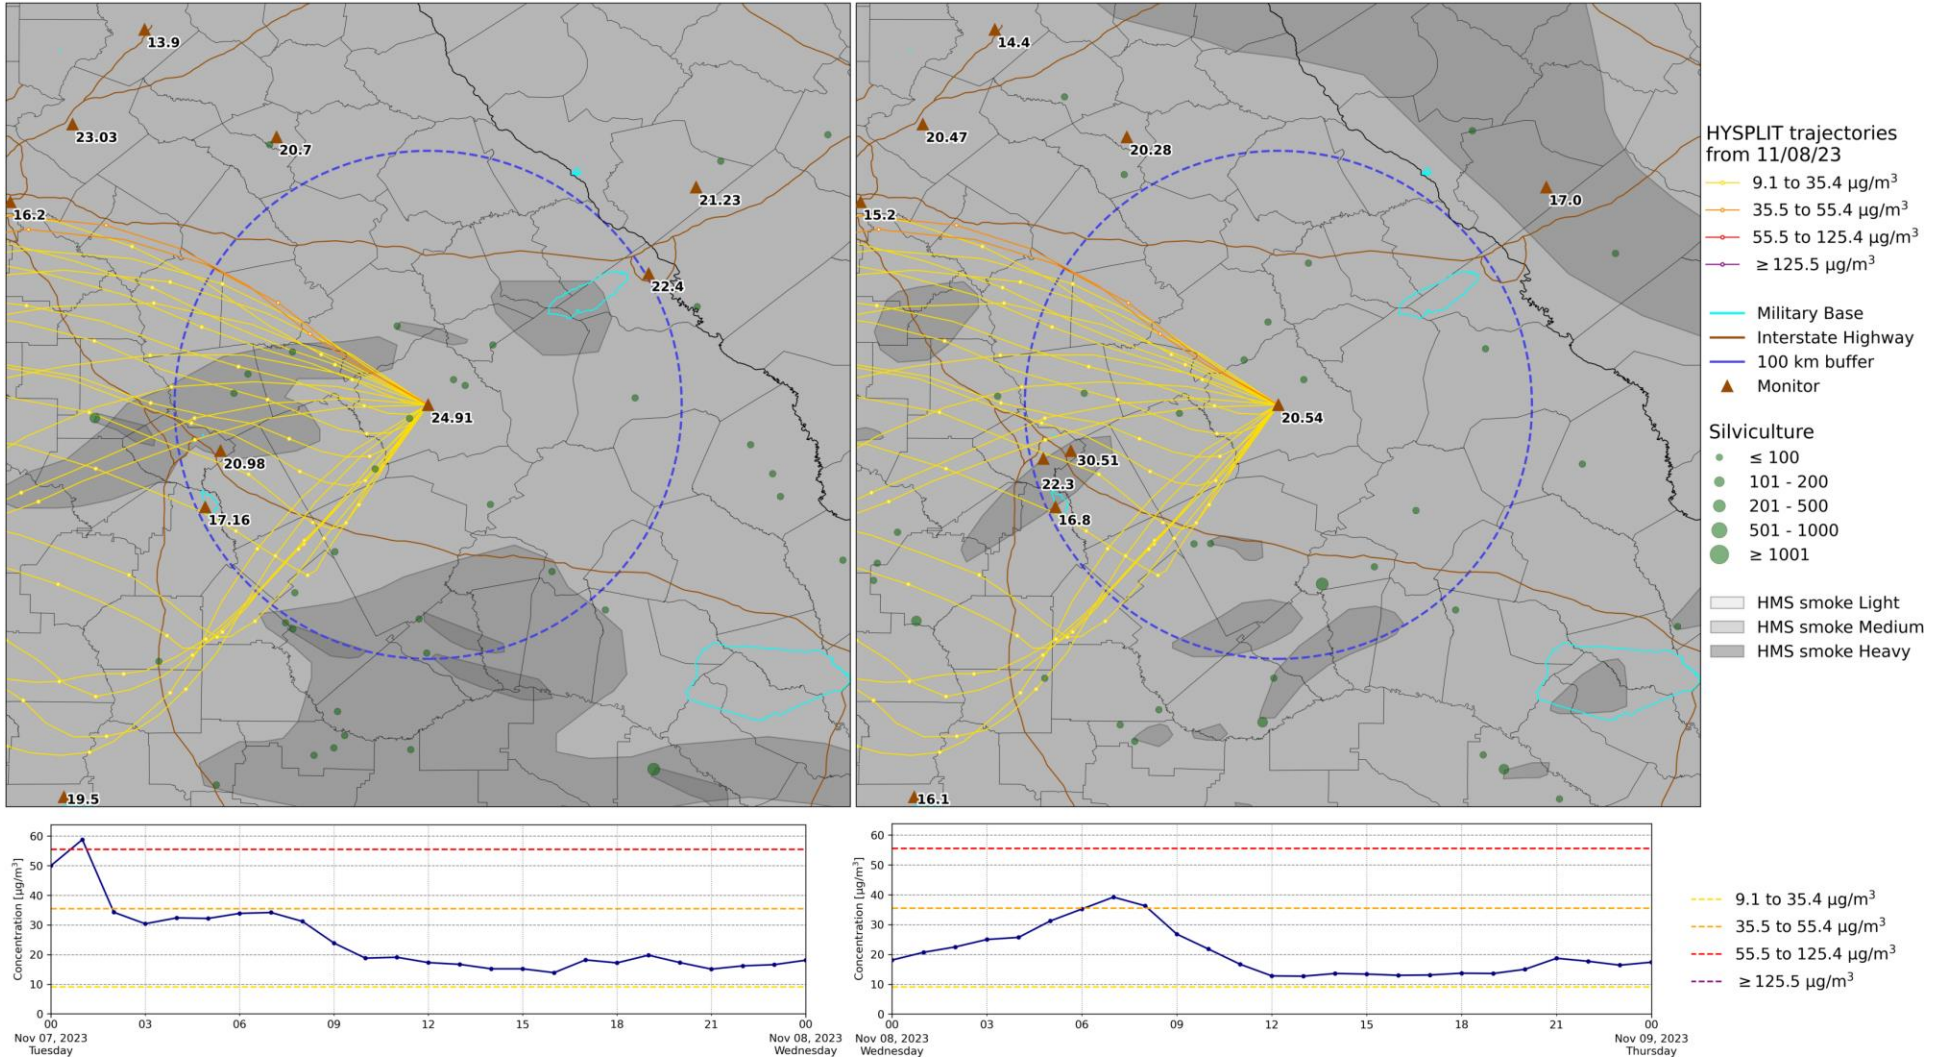 13.9
23.03
20.7
21.23
16.2
22.4
24.91
20.98
17.16
19.5
14.4
20.47
20.28
17.0
15.2
20.54
30.51
22.3
16.8
16.1
HYSPLIT trajectories
from 11/08/23
9.1 to 35.4 µg/m³
35.5 to 55.4 µg/m³
55.5 to 125.4 µg/m³
≥ 125.5 µg/m³
Military Base
Interstate Highway
100 km buffer
Monitor
Silviculture
≤ 100
101 - 200
201 - 500
501 - 1000
≥ 1001
HMS smoke Light
HMS smoke Medium
HMS smoke Heavy
Concentration [µg/m³]
60
50
40
30
20
10
0
00 03 06 09 12 15 18 21 00
Nov 07, 2023 Nov 08, 2023
Tuesday Wednesday
Concentration [µg/m³]
60
50
40
30
20
10
0
00 03 06 09 12 15 18 21 00
Nov 08, 2023 Nov 09, 2023
Wednesday Thursday
9.1 to 35.4 µg/m³
35.5 to 55.4 µg/m³
55.5 to 125.4 µg/m³
≥ 125.5 µg/m³